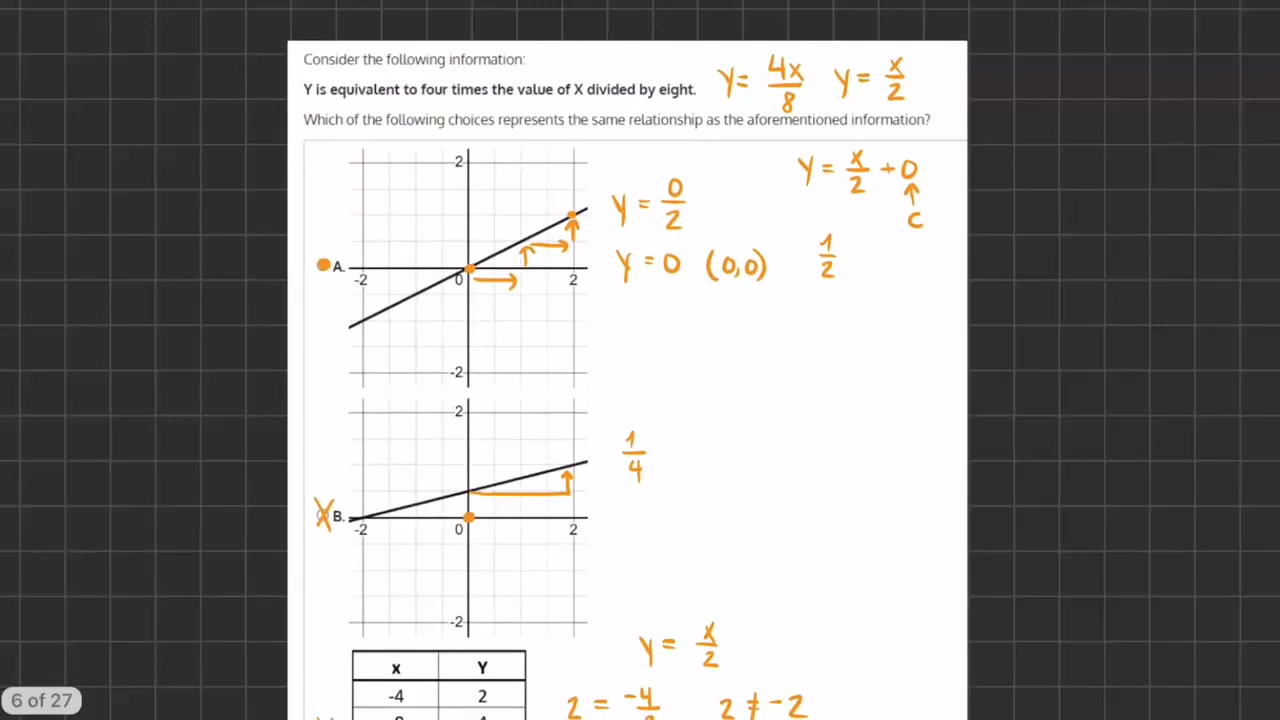 Consider the following information:
Y is equivalent to four times the value of X divided by eight. Y = 4x/8 Y = x/2
Which of the following choices represents the same relationship as the aforementioned information?
Y = x/2 + 0
C
2
Y = 0/2
Y = 0 (0,0) 1/2
A.
-2 0 2
-2
2
1/4
X B.
-2 0 2
-2
Y = x/2
X Y
-4 2
2 = -4/2 2 ≠ -2
6 of 27